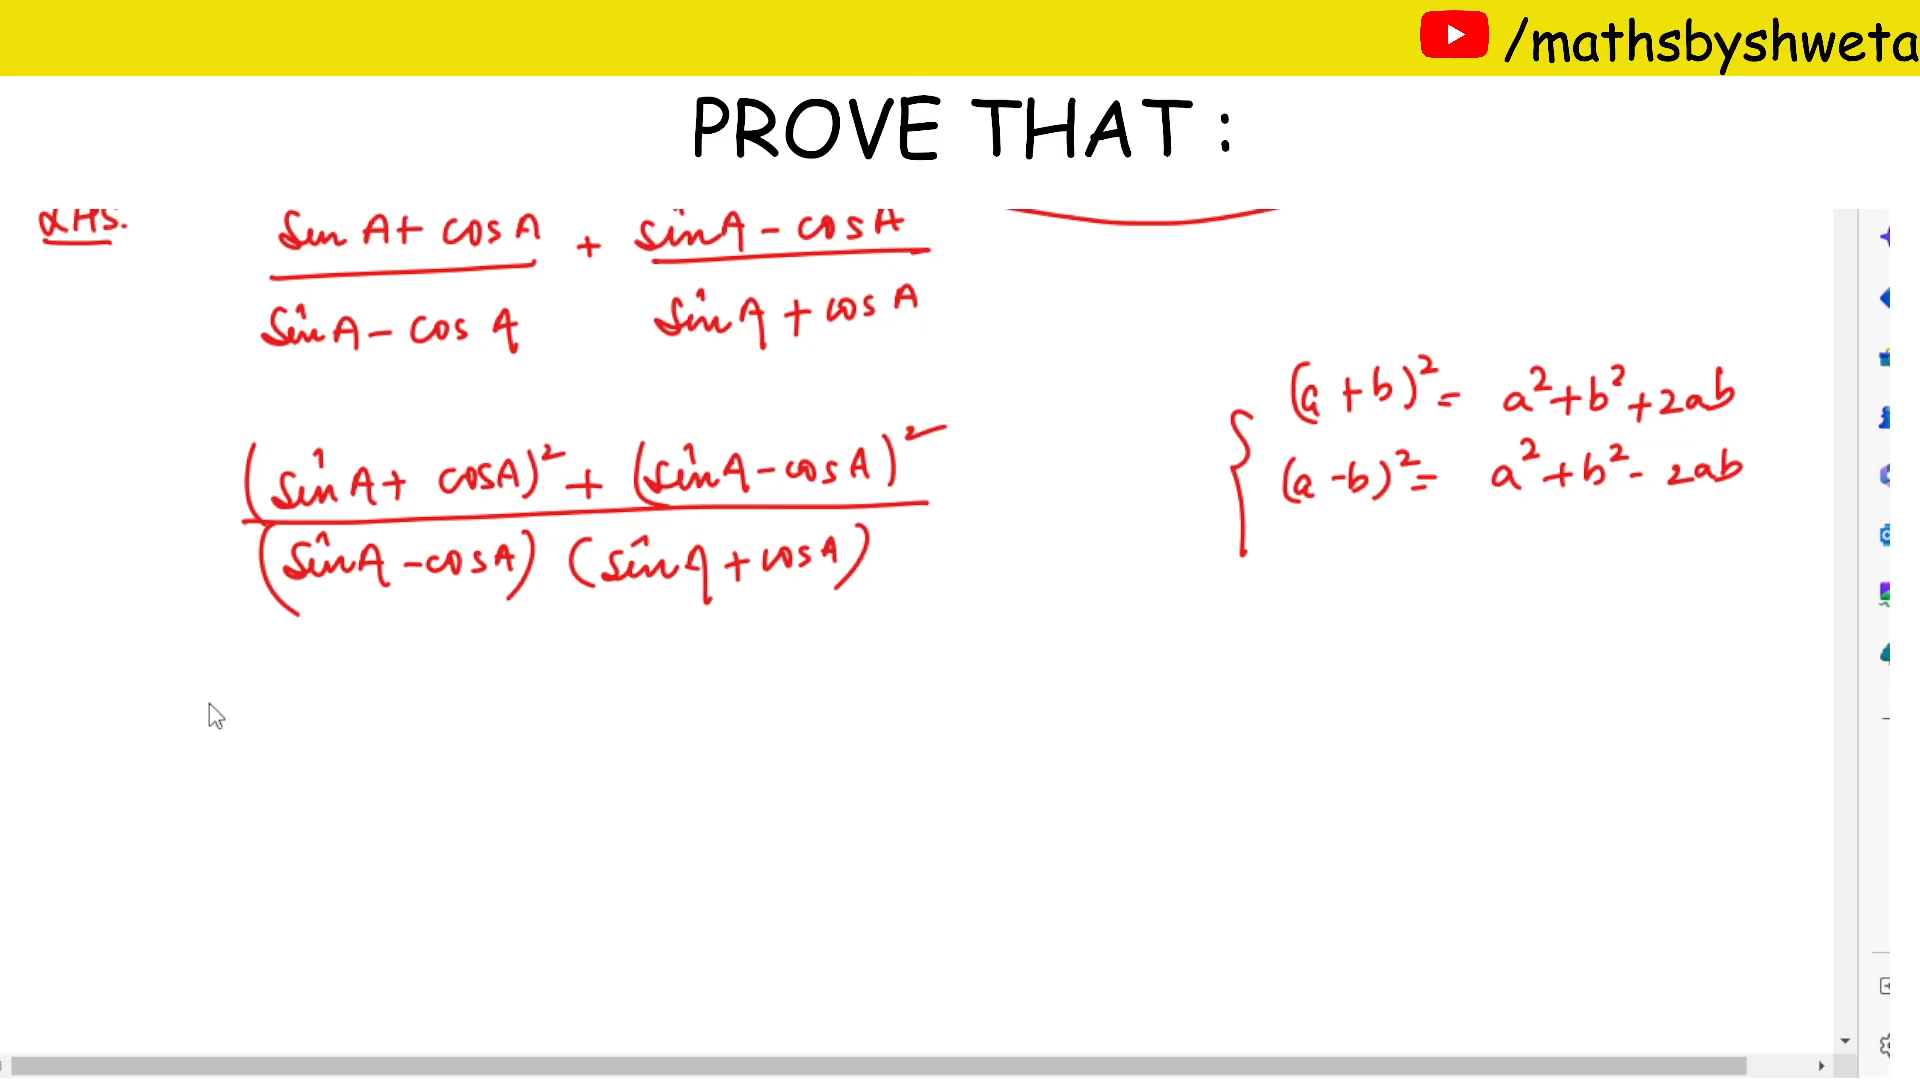 /mathsbyshweta
PROVE THAT :
LHS.
sin A + cos A + sin A - cos A
sin A - cos A sin A + cos A
(a + b)² = a² + b² + 2ab
(sin A + cos A)² + (sin A - cos A)²
(a - b)² = a² + b² - 2ab
(sin A - cos A) (sin A + cos A)